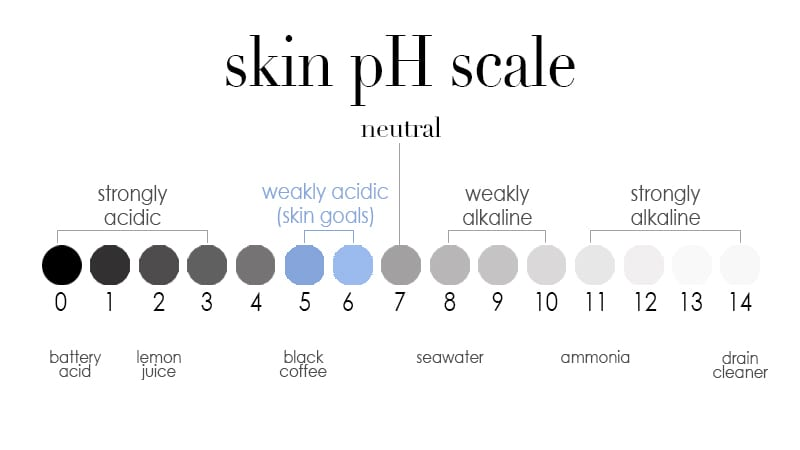 skin pH scale
neutral
strongly
acidic
weakly acidic
(skin goals)
weakly
alkaline
strongly
alkaline
0 1 2 3 4 5 6 7 8 9 10 11 12 13 14
battery
acid
lemon
juice
black
coffee
seawater
ammonia
drain
cleaner